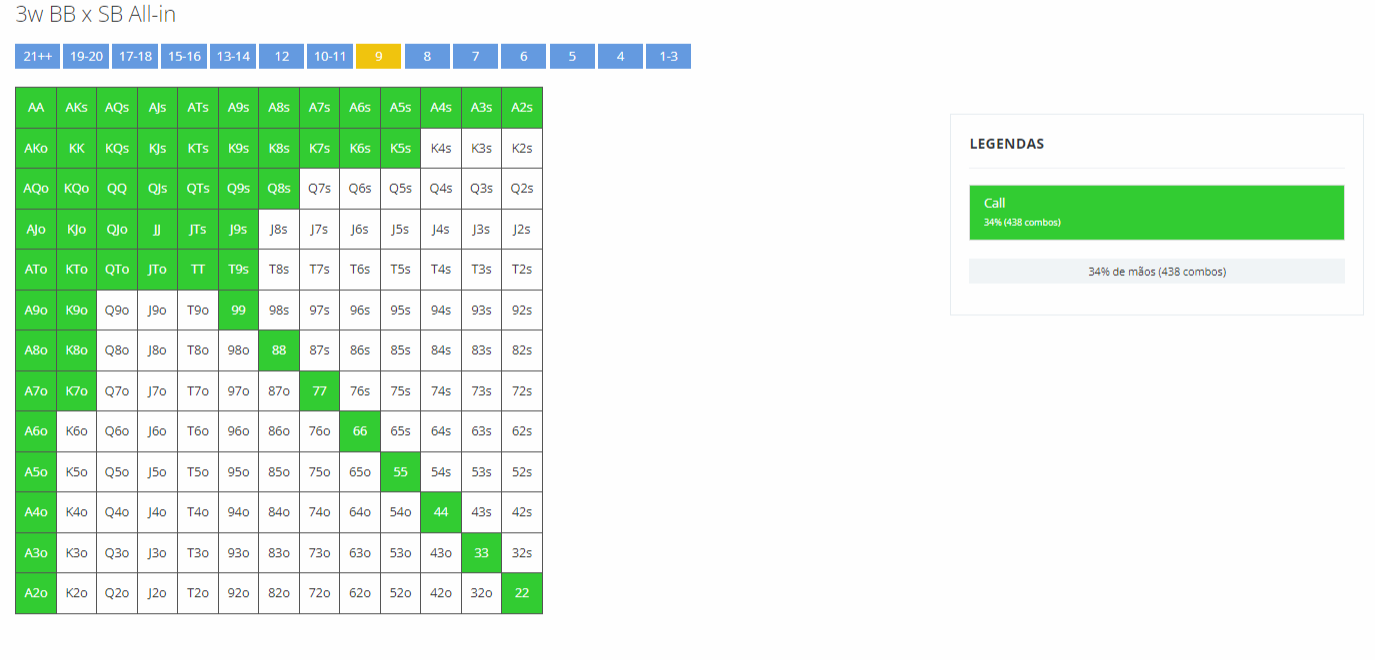 3w BB x SB All-in
21++ 19-20 17-18 15-16 13-14 12 10-11 9 8 7 6 5 4 1-3
AA AKs AQs AJs ATs A9s A8s A7s A6s A5s A4s A3s A2s
AKo KK KQs KJs KTs K9s K8s K7s K6s K5s K4s K3s K2s
AQo KQo QQ QJs QTs Q9s Q8s Q7s Q6s Q5s Q4s Q3s Q2s
AJo KJo QJo JJ JTs J9s J8s J7s J6s J5s J4s J3s J2s
ATo KTo QTo JTo TT T9s T8s T7s T6s T5s T4s T3s T2s
A9o K9o Q9o J9o T9o 99 98s 97s 96s 95s 94s 93s 92s
A8o K8o Q8o J8o T8o 98o 88 87s 86s 85s 84s 83s 82s
A7o K7o Q7o J7o T7o 97o 87o 77 76s 75s 74s 73s 72s
A6o K6o Q6o J6o T6o 96o 86o 76o 66 65s 64s 63s 62s
A5o K5o Q5o J5o T5o 95o 85o 75o 65o 55 54s 53s 52s
A4o K4o Q4o J4o T4o 94o 84o 74o 64o 54o 44 43s 42s
A3o K3o Q3o J3o T3o 93o 83o 73o 63o 53o 43o 33 32s
A2o K2o Q2o J2o T2o 92o 82o 72o 62o 52o 42o 32o 22
LEGENDAS
Call
34% (438 combos)
34% de mãos (438 combos)